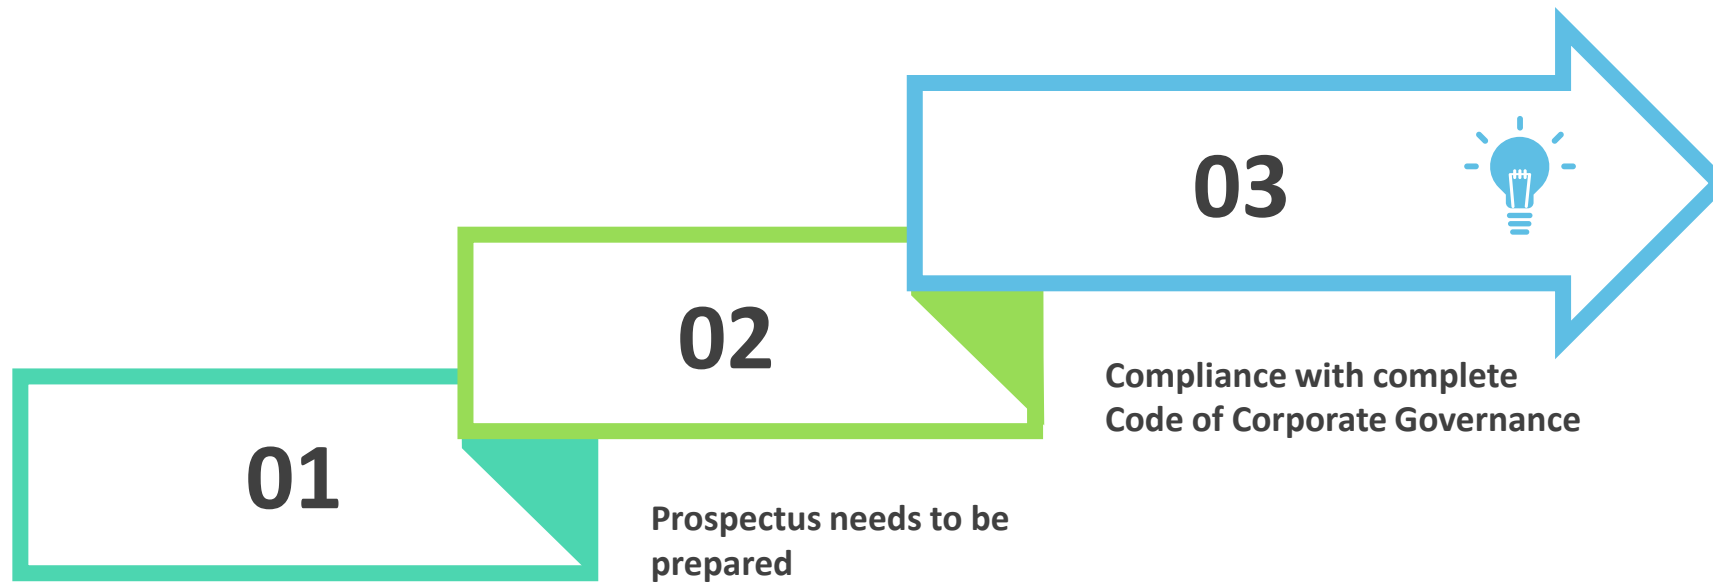 03
02
Compliance with complete
Code of Corporate Governance
01
Prospectus needs to be
prepared